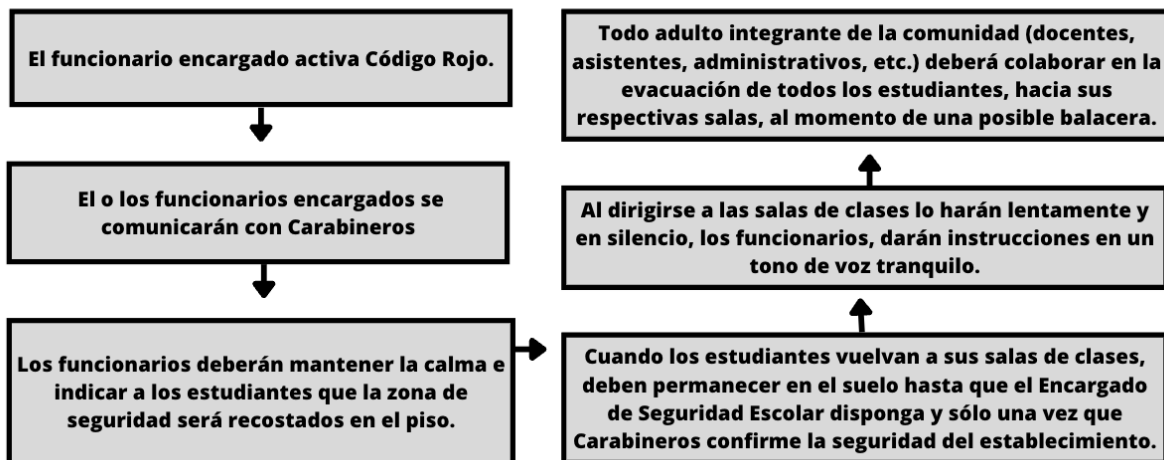 El funcionario encargado activa Código Rojo.
El o los funcionarios encargados se
comunicarán con Carabineros
Los funcionarios deberán mantener la calma e
indicar a los estudiantes que la zona de
seguridad será recostados en el piso.
Cuando los estudiantes vuelvan a sus salas de clases,
deben permanecer en el suelo hasta que el Encargado
de Seguridad Escolar disponga y sólo una vez que
Carabineros confirme la seguridad del establecimiento.
Al dirigirse a las salas de clases lo harán lentamente y
en silencio, los funcionarios, darán instrucciones en un
tono de voz tranquilo.
Todo adulto integrante de la comunidad (docentes,
asistentes, administrativos, etc.) deberá colaborar en la
evacuación de todos los estudiantes, hacia sus
respectivas salas, al momento de una posible balacera.